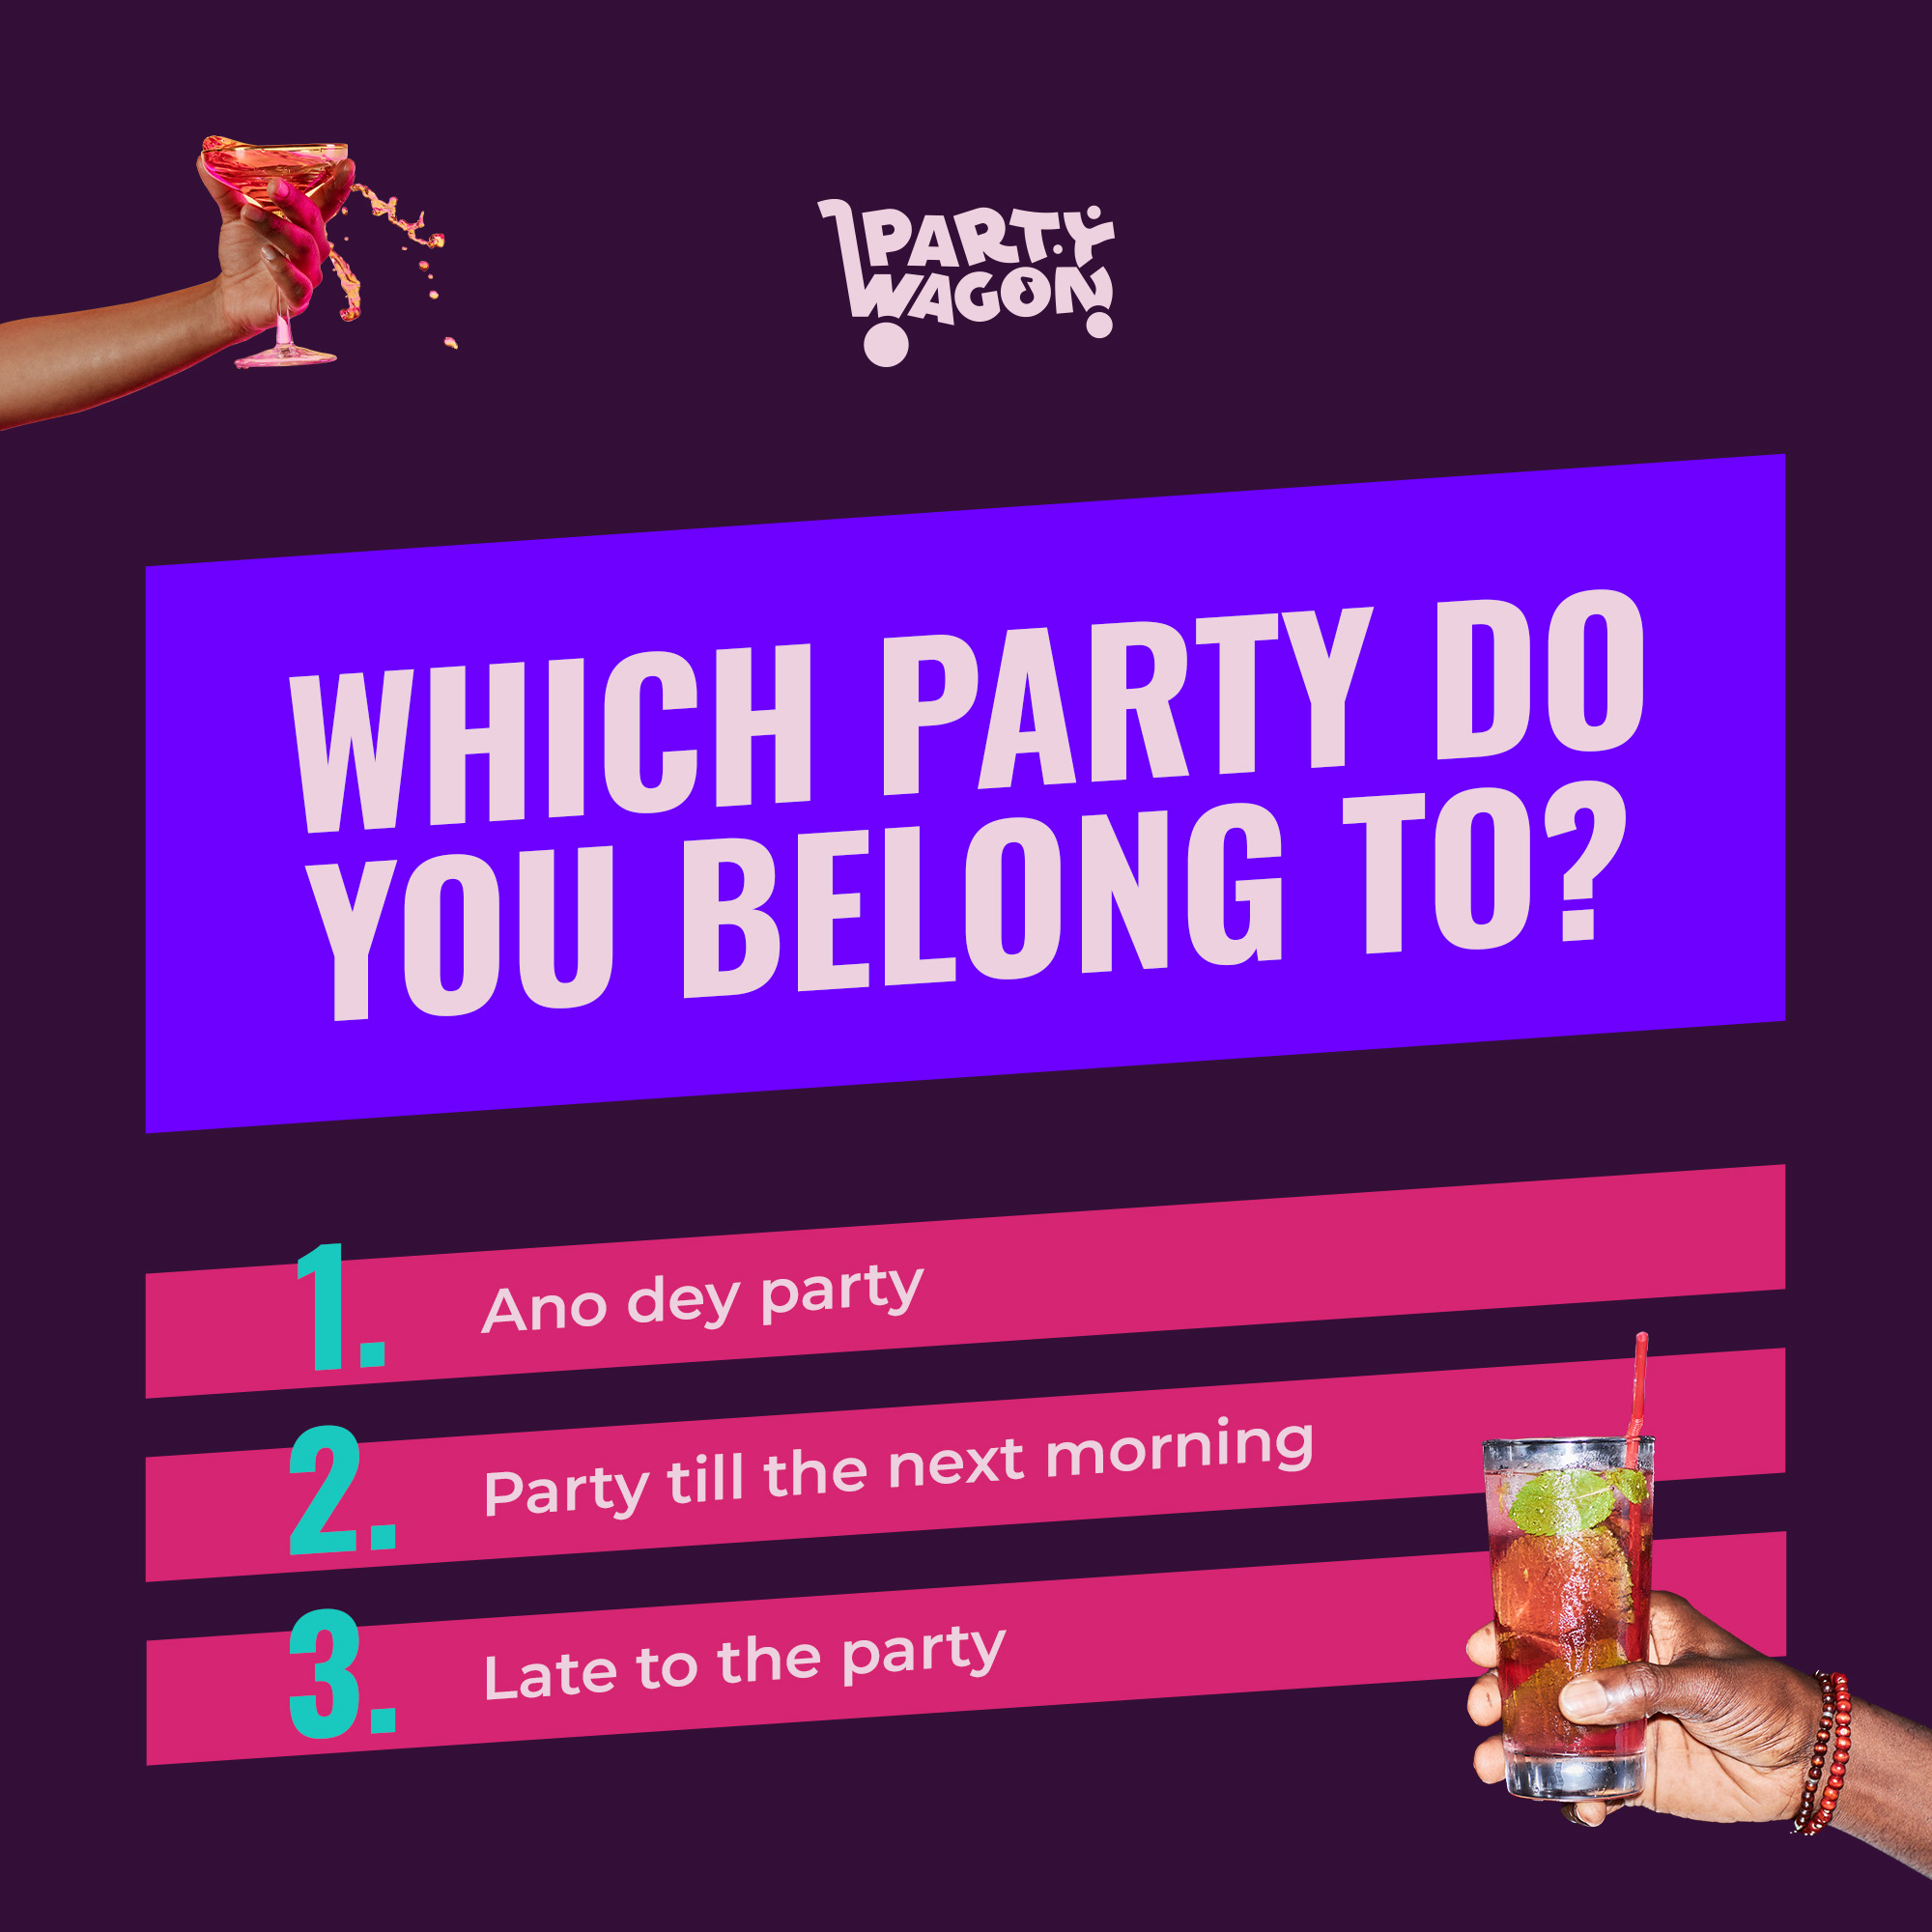 PARTY
WAGON
WHICH PARTY DO
YOU BELONG TO?
1. Ano dey party
2. Party till the next morning
3. Late to the party